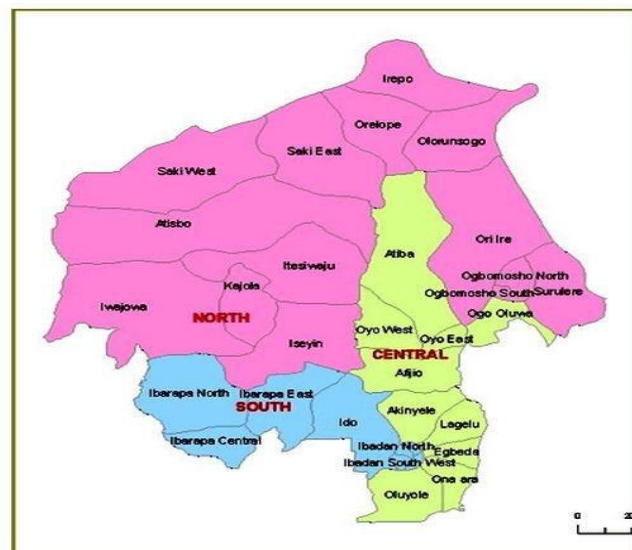 Irepo
Orelope
Olorunsogo
Saki East
Saki West
Atisbo
Atiba
Ori Ire
Itesiwaju
Kajola
Ogbomosho North
Ogbomosho South
Surulere
Iwajowa
NORTH
Ogo Oluwa
Oyo West
Oyo East
Iseyin
CENTRAL
Afijio
Ibarapa North
Ibarapa East
SOUTH
Akinyele
Ido
Lagelu
Ibarapa Central
Ibadan North
Egbeda
Ibadan South West
Ona ara
Oluyole
0